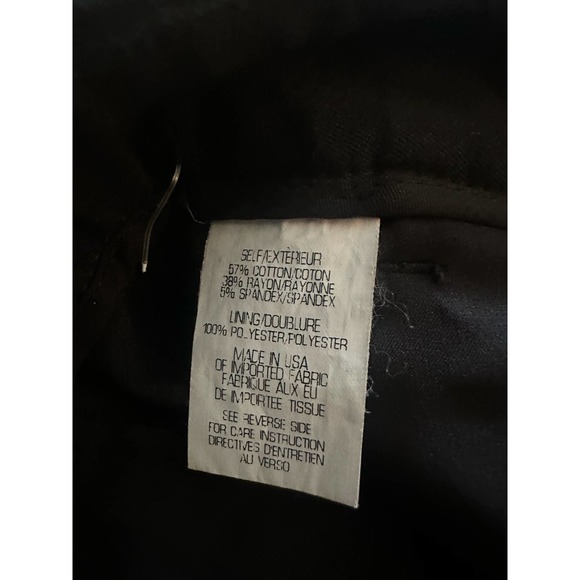 SELF/EXTÉRIEUR
57% COTTON/COTON
38% RAYON/RAYONNE
5% SPANDEX/SPANDEX
LINING/DOUBLURE
100% POLYESTER/POLYESTER
MADE IN USA
OF IMPORTED FABRIC
FABRIQUE AUX EU
DE IMPORTEE TISSUE
SEE REVERSE SIDE
FOR CARE INSTRUCTION
DIRECTIVES D'ENTRETIEN
AU VERSO